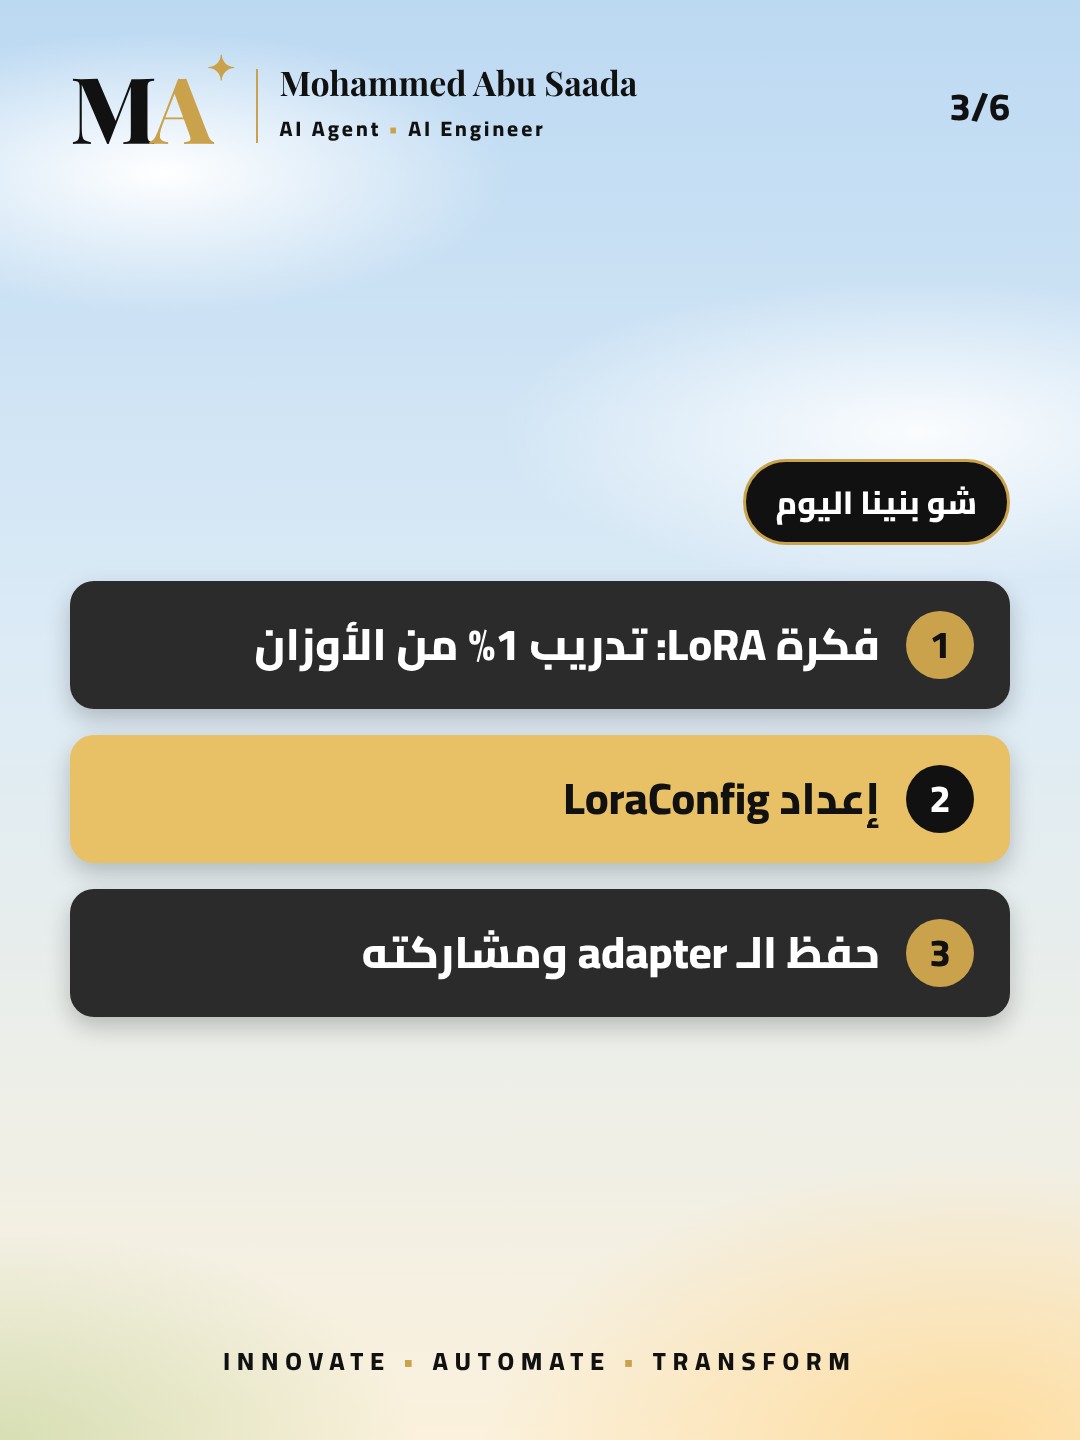 MA
Mohammed Abu Saada
AI Agent ▪ AI Engineer
3/6
شو بنينا اليوم
1 فكرة LoRA: تدريب 1% من الأوزان
2 إعداد LoraConfig
3 حفظ الـ adapter ومشاركته
INNOVATE ▪ AUTOMATE ▪ TRANSFORM